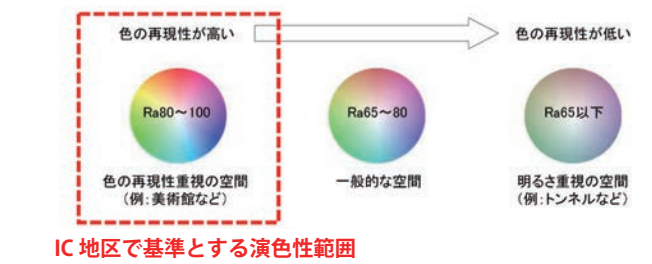 色の再現性が高い
色の再現性が低い
Ra80～100
Ra65～80
Ra65以下
色の再現性重視の空間
（例：美術館など）
一般的な空間
明るさ重視の空間
（例：トンネルなど）
IC 地区で基準とする演色性範囲